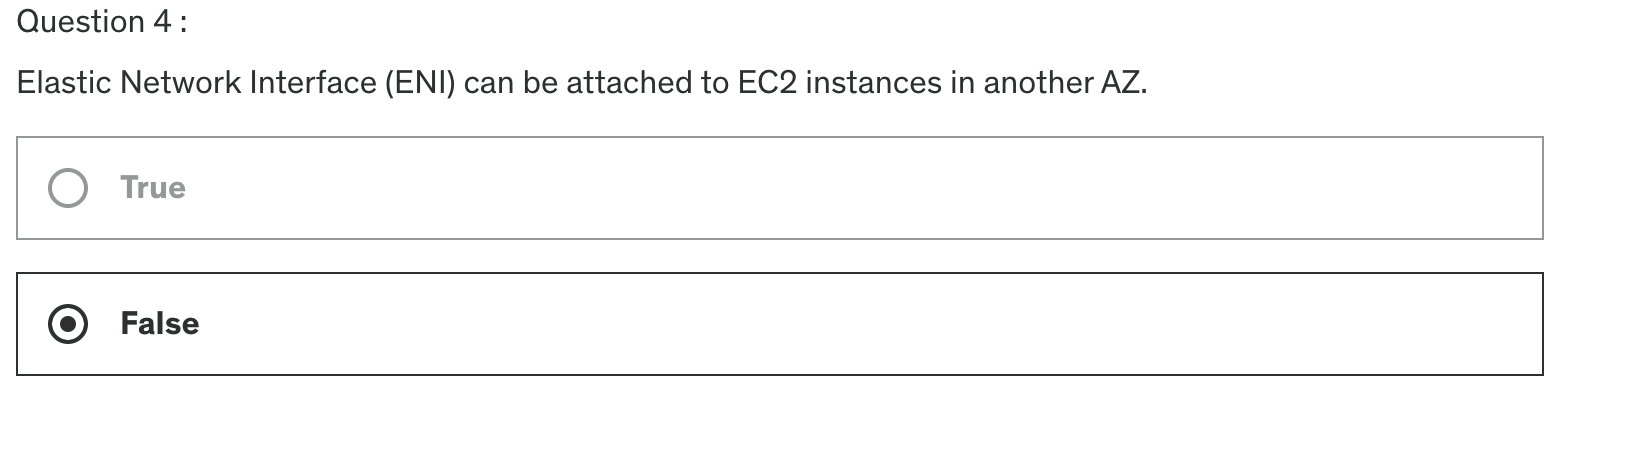 Question 4 :
Elastic Network Interface (ENI) can be attached to EC2 instances in another AZ.
True
False